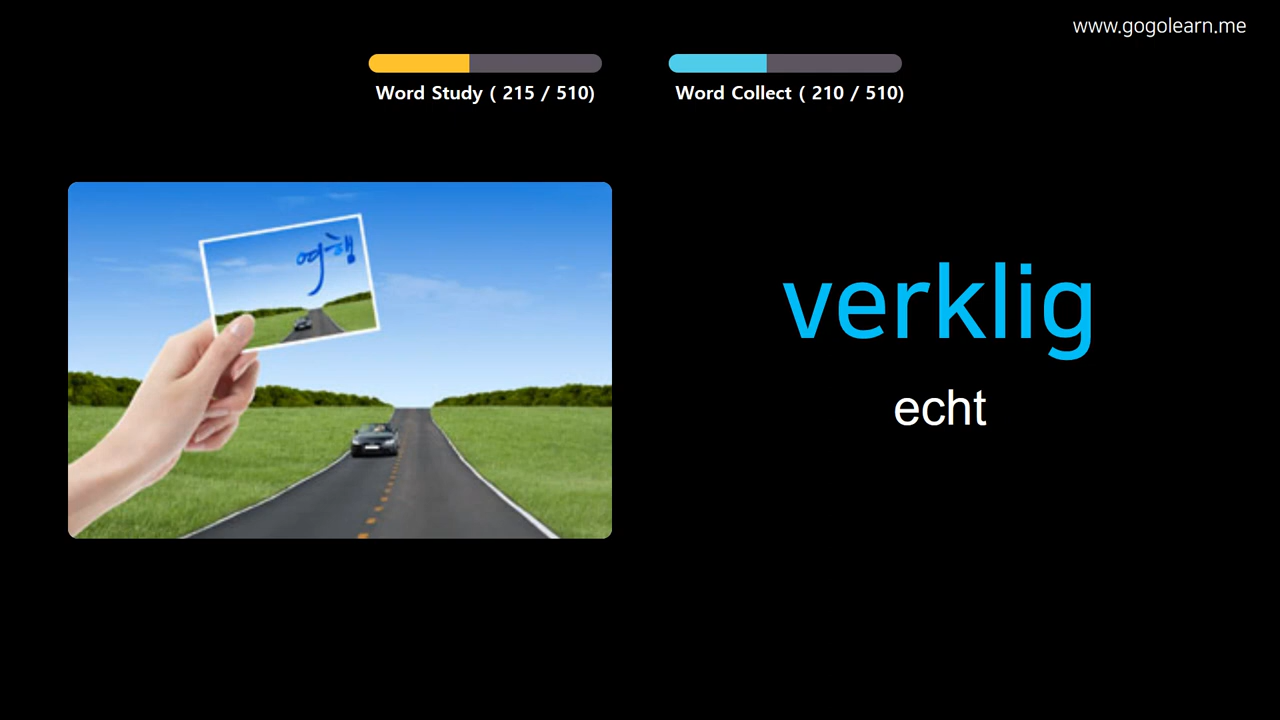 www.gogolearn.me
Word Study ( 215 / 510)
Word Collect ( 210 / 510)
여행
verklig
echt